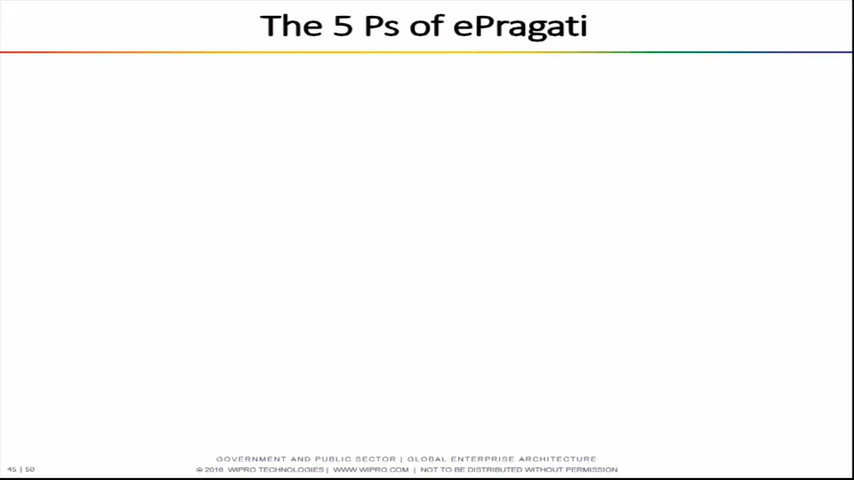 The 5 Ps of ePragati
GOVERNMENT AND PUBLIC SECTOR | GLOBAL ENTERPRISE ARCHITECTURE
45 | 50
© 2016 WIPRO TECHNOLOGIES | WWW.WIPRO.COM | NOT TO BE DISTRIBUTED WITHOUT PERMISSION